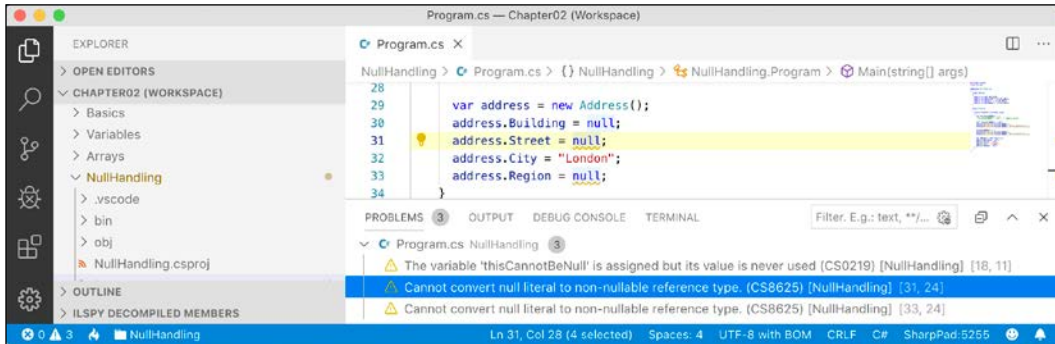 Program.cs — Chapter02 (Workspace)
EXPLORER
OPEN EDITORS
CHAPTER02 (WORKSPACE)
Basics
Variables
Arrays
NullHandling
.vscode
bin
obj
NullHandling.csproj
OUTLINE
ILSPY DECOMPILED MEMBERS
Program.cs
NullHandling > Program.cs > {} NullHandling > NullHandling.Program > Main(string[] args)
28
29 var address = new Address();
30 address.Building = null;
31 address.Street = null;
32 address.City = "London";
33 address.Region = null;
34 }
PROBLEMS 3 OUTPUT DEBUG CONSOLE TERMINAL Filter. E.g.: text, **/...
Program.cs NullHandling 3
The variable 'thisCannotBeNull' is assigned but its value is never used (CS0219) [NullHandling] [18, 11]
Cannot convert null literal to non-nullable reference type. (CS8625) [NullHandling] [31, 24]
Cannot convert null literal to non-nullable reference type. (CS8625) [NullHandling] [33, 24]
0 3 NullHandling Ln 31, Col 28 (4 selected) Spaces: 4 UTF-8 with BOM CRLF C# SharpPad:5255